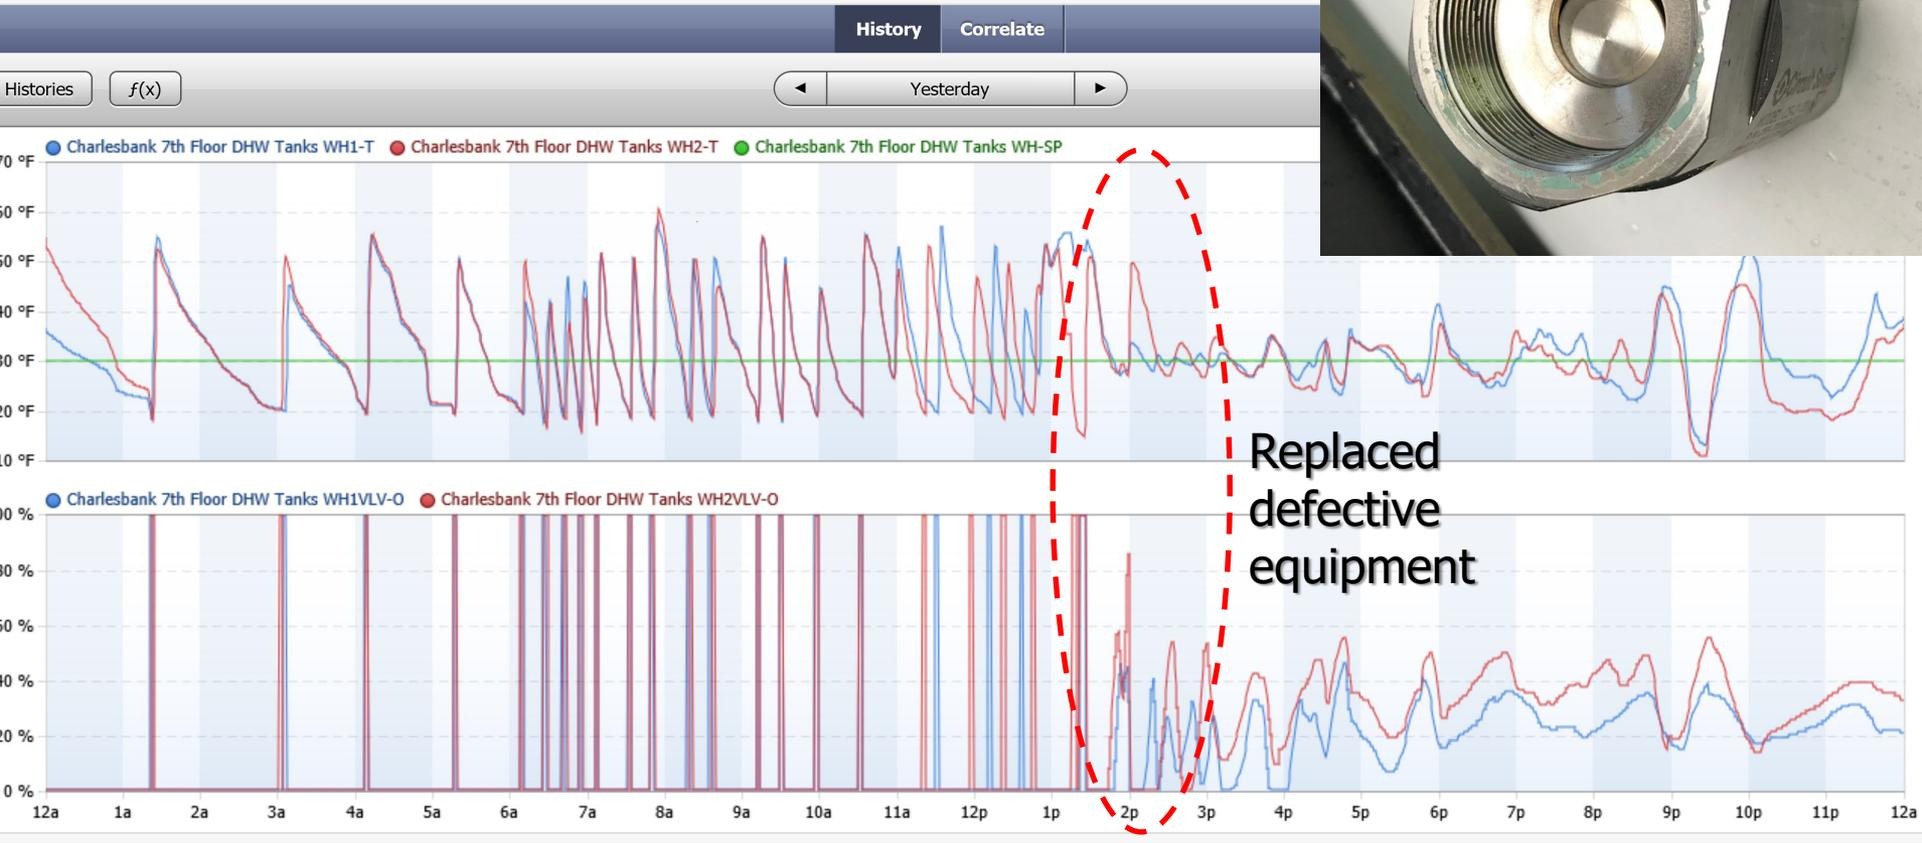 History Correlate
Histories f(x) Yesterday
Charlesbank 7th Floor DHW Tanks WH1-T Charlesbank 7th Floor DHW Tanks WH2-T Charlesbank 7th Floor DHW Tanks WH-SP
70 °F
60 °F
50 °F
40 °F
30 °F
20 °F
10 °F
Replaced
defective
equipment
Charlesbank 7th Floor DHW Tanks WH1VLV-O Charlesbank 7th Floor DHW Tanks WH2VLV-O
00 %
80 %
60 %
40 %
20 %
0 %
12a 1a 2a 3a 4a 5a 6a 7a 8a 9a 10a 11a 12p 1p 2p 3p 4p 5p 6p 7p 8p 9p 10p 11p 12a